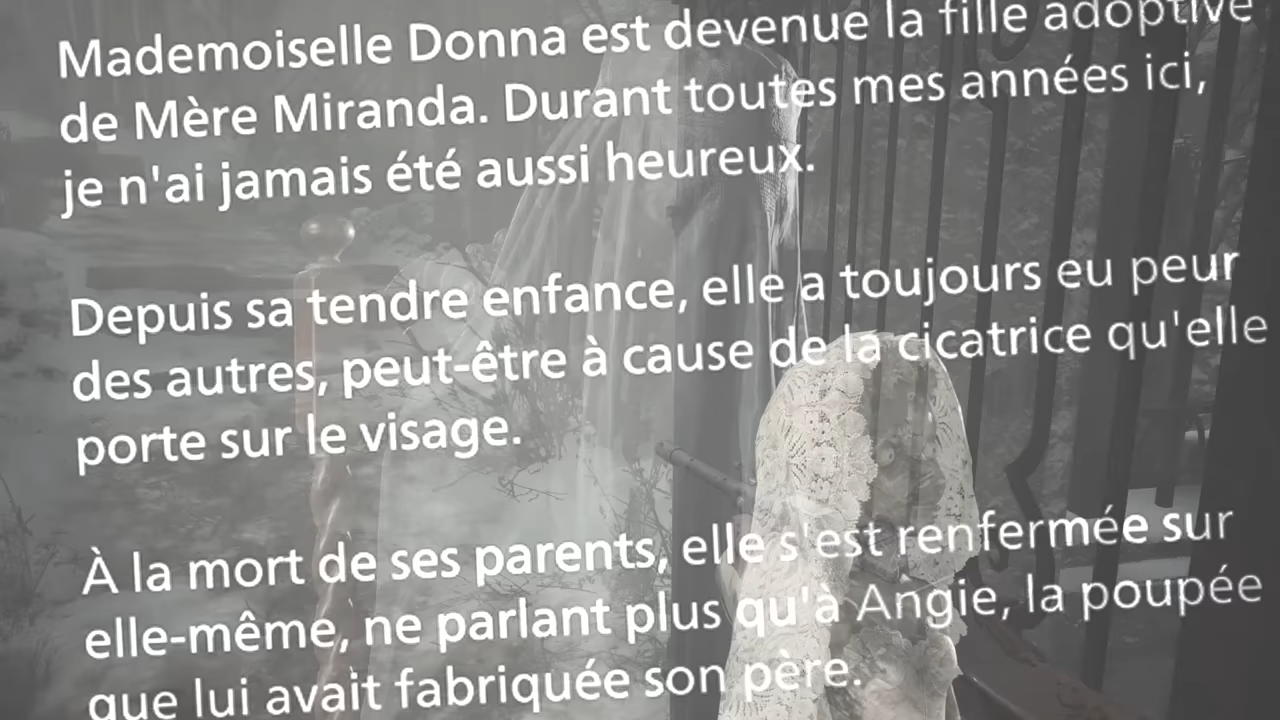 Mademoiselle Donna est devenue la fille adoptive
de Mère Miranda. Durant toutes mes années ici,
je n'ai jamais été aussi heureux.
Depuis sa tendre enfance, elle a toujours eu peur
des autres, peut-être à cause de la cicatrice qu'elle
porte sur le visage.
À la mort de ses parents, elle s'est renfermée sur
elle-même, ne parlant plus qu'à Angie, la poupée
que lui avait fabriquée son père.